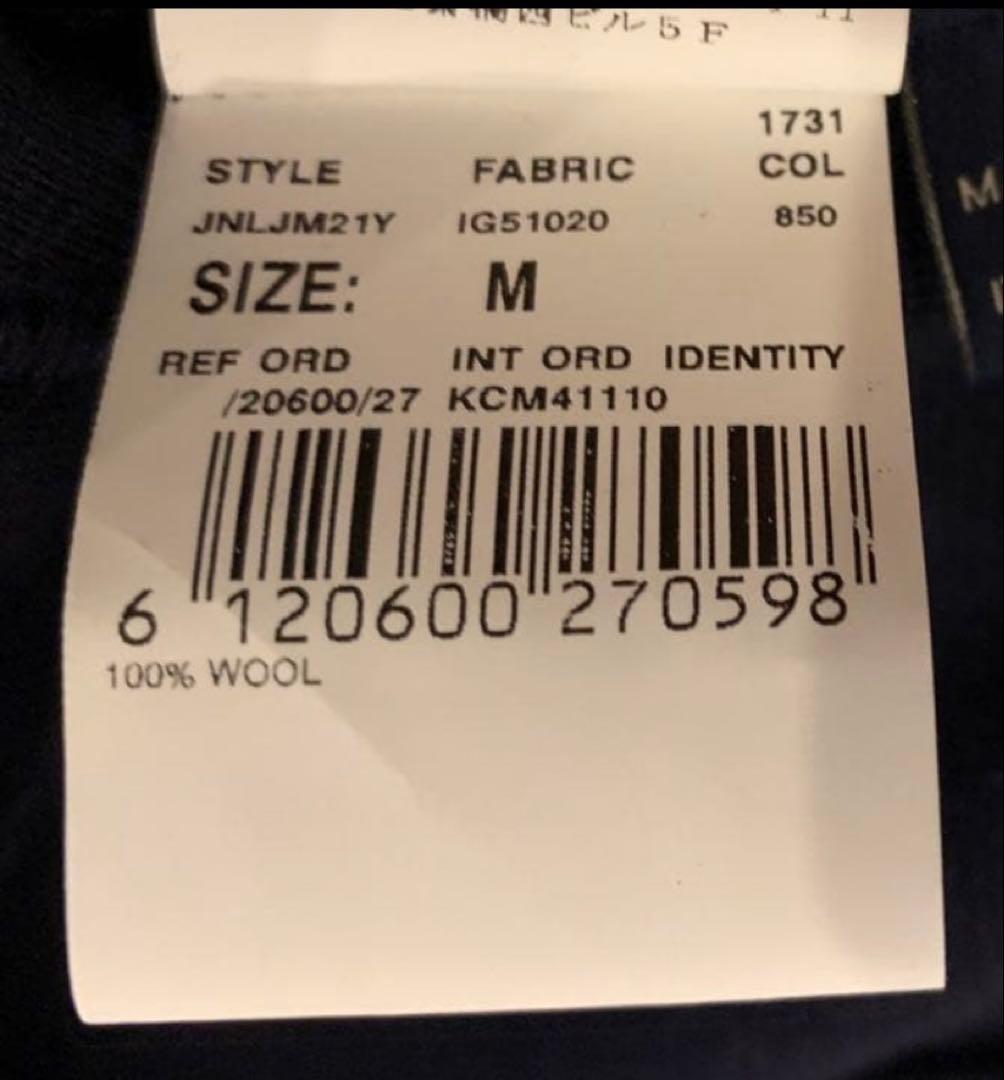 ビル5F
1731
STYLE FABRIC COL
JNLJM21Y IG51020 850
SIZE: M
REF ORD INT ORD IDENTITY
/20600/27 KCM41110
6 120600 270598
100% WOOL
M